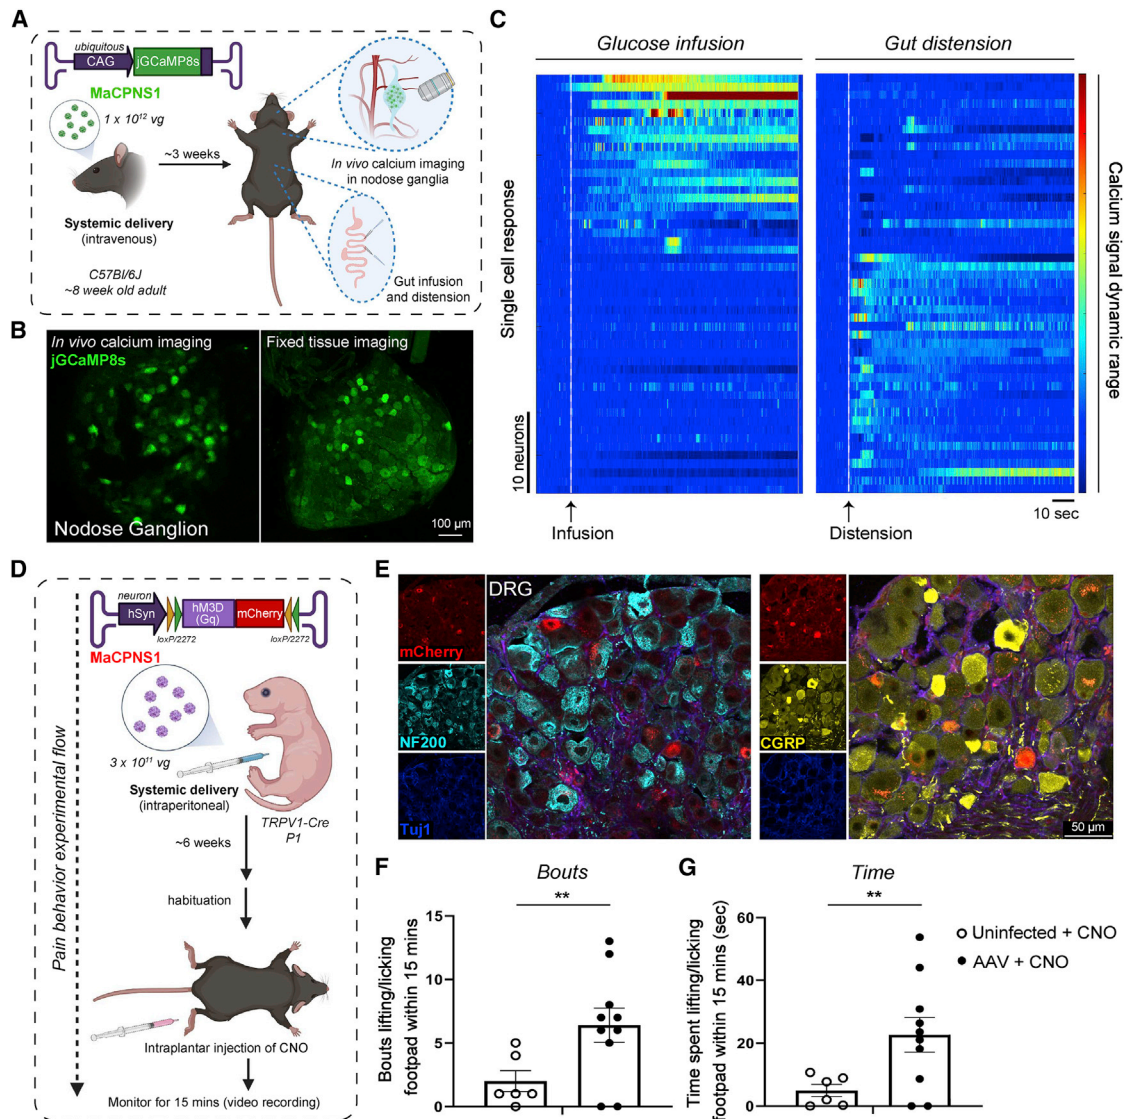 A
ubiquitous
CAG
jGCaMP8s
MaCPNS1
1 x 10¹² vg
~3 weeks
Systemic delivery
(intravenous)
C57Bl/6J
~8 week old adult
In vivo calcium imaging
in nodose ganglia
Gut infusion
and distension
B
In vivo calcium imaging
jGCaMP8s
Fixed tissue imaging
Nodose Ganglion
100 µm
C
Glucose infusion
Gut distension
Single cell response
10 neurons
Calcium signal dynamic range
10 sec
Infusion
Distension
D
Pain behavior experimental flow
neuron
hSyn
hM3D
(Gq)
mCherry
loxP/2272
loxP/2272
MaCPNS1
3 x 10¹¹ vg
Systemic delivery
(intraperitoneal)
TRPV1-Cre
P1
~6 weeks
habituation
Intraplantar injection of CNO
Monitor for 15 mins (video recording)
E
DRG
mCherry
NF200
Tuj1
CGRP
50 µm
F
Bouts
**
Bouts lifting/licking
footpad within 15 mins
15
10
5
0
G
Time
**
Time spent lifting/licking
footpad within 15 mins (sec)
60
40
20
0
Uninfected + CNO
AAV + CNO